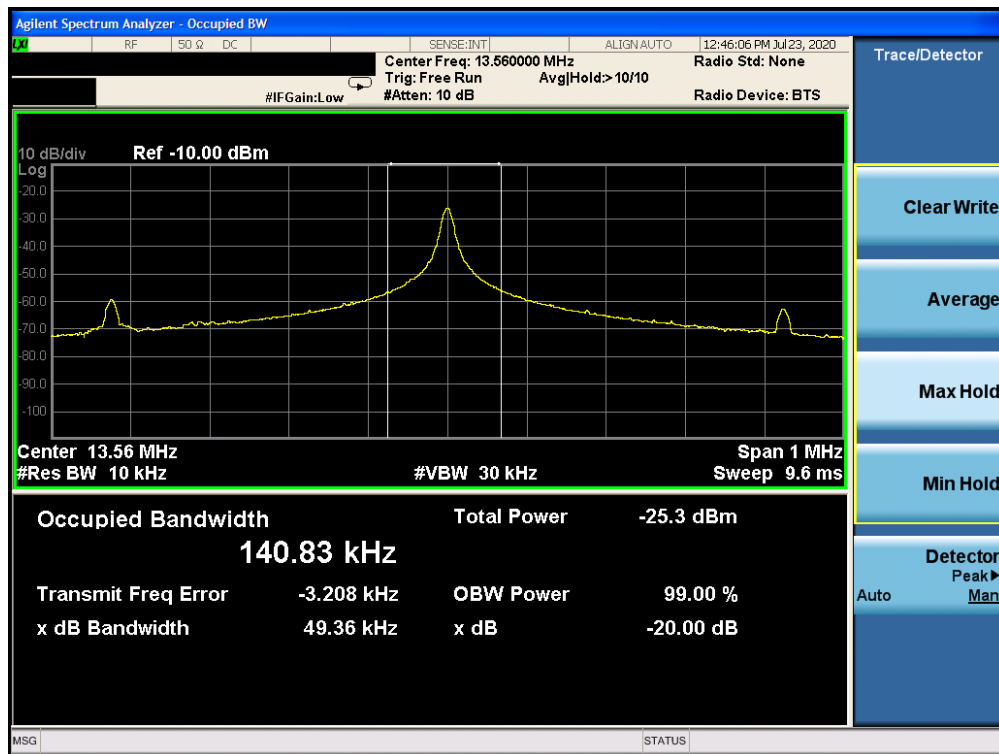 Agilent Spectrum Analyzer - Occupied BW
LXI RF 50 Ω DC SENSE:INT ALIGN AUTO 12:46:06 PM Jul 23, 2020
Center Freq: 13.560000 MHz Radio Std: None
Trig: Free Run Avg|Hold:>10/10
#IFGain:Low #Atten: 10 dB Radio Device: BTS
Trace/Detector
10 dB/div Ref -10.00 dBm
Log
-20.0
-30.0
-40.0
-50.0
-60.0
-70.0
-80.0
-90.0
-100
Center 13.56 MHz Span 1 MHz
#Res BW 10 kHz #VBW 30 kHz Sweep 9.6 ms
Occupied Bandwidth Total Power -25.3 dBm
140.83 kHz
Transmit Freq Error -3.208 kHz OBW Power 99.00 %
x dB Bandwidth 49.36 kHz x dB -20.00 dB
Clear Write
Average
Max Hold
Min Hold
Detector
Peak▶
Auto Man
MSG STATUS